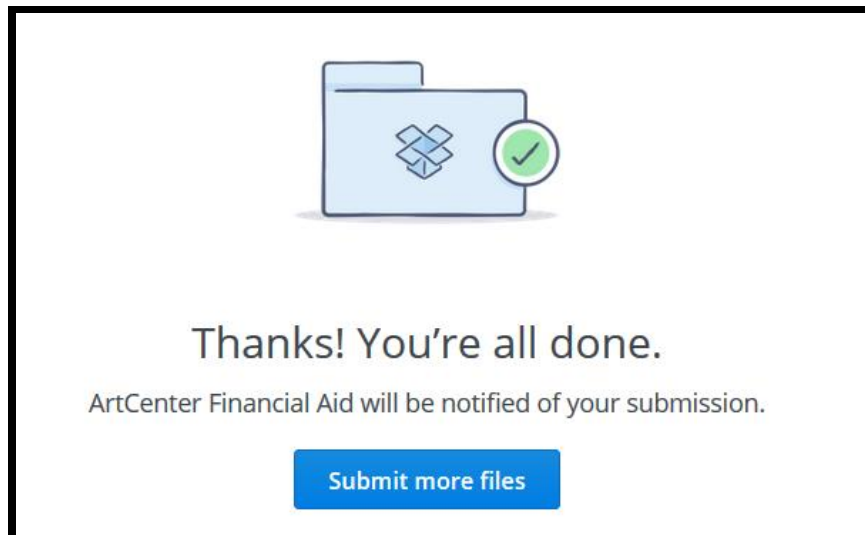 Thanks! You’re all done.
ArtCenter Financial Aid will be notified of your submission.
Submit more files